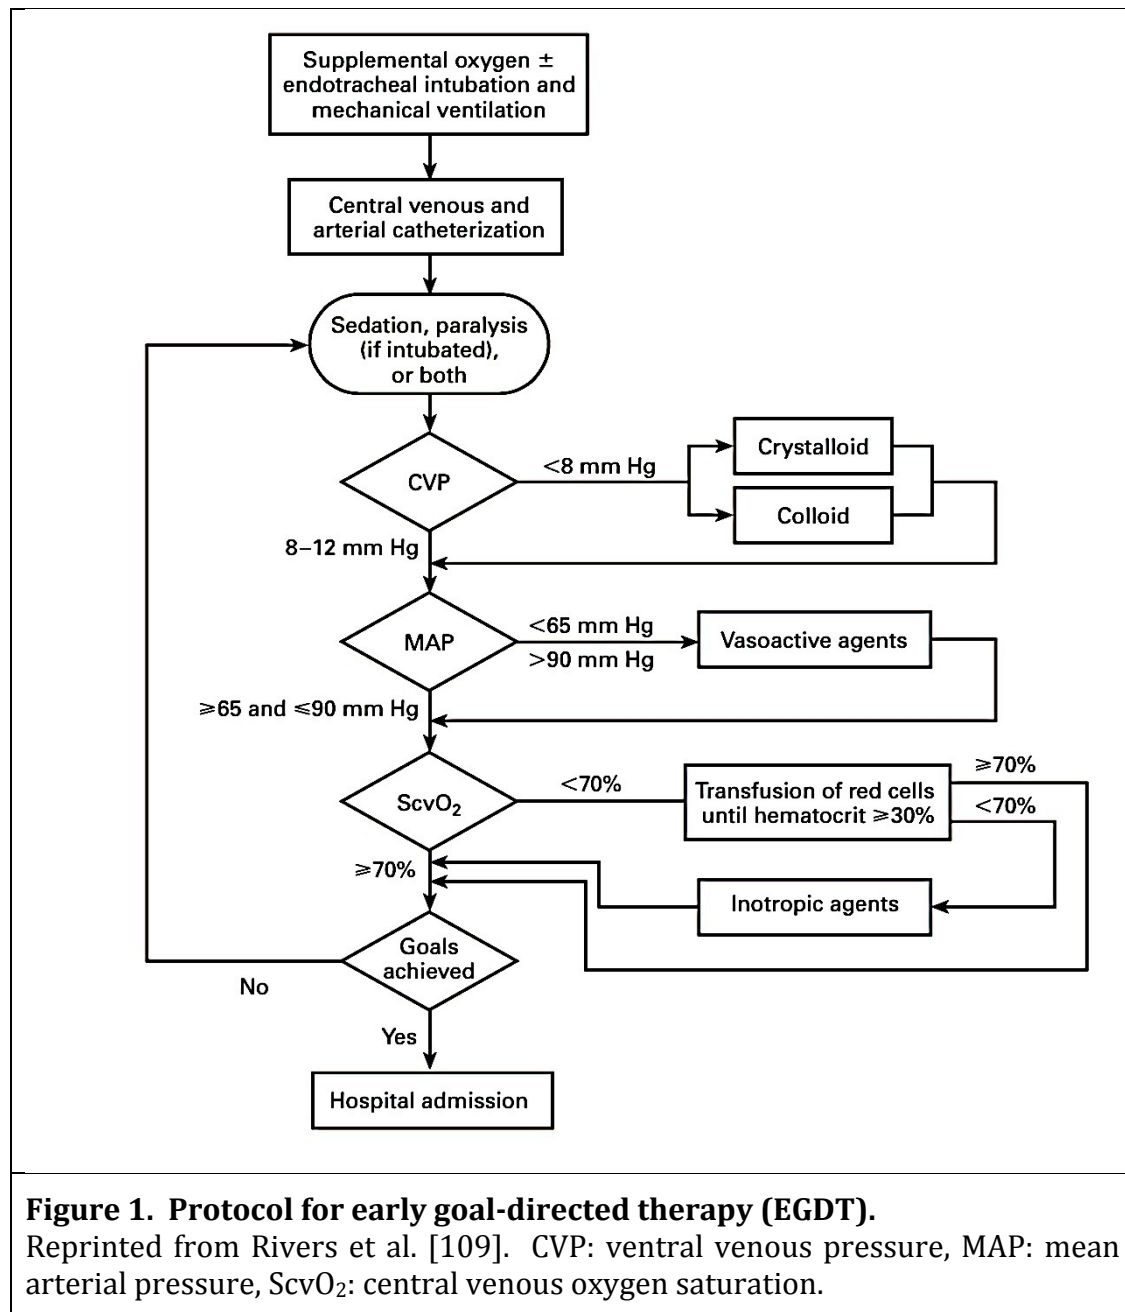 Supplemental oxygen ±
endotracheal intubation and
mechanical ventilation
Central venous and
arterial catheterization
Sedation, paralysis
(if intubated),
or both
CVP
<8 mm Hg
Crystalloid
Colloid
8–12 mm Hg
MAP
<65 mm Hg
>90 mm Hg
Vasoactive agents
⩾65 and ⩽90 mm Hg
ScvO₂
<70%
Transfusion of red cells
until hematocrit ⩾30%
⩾70%
<70%
⩾70%
Inotropic agents
Goals
achieved
No
Yes
Hospital admission
Figure 1. Protocol for early goal-directed therapy (EGDT).
Reprinted from Rivers et al. [109]. CVP: ventral venous pressure, MAP: mean
arterial pressure, ScvO₂: central venous oxygen saturation.